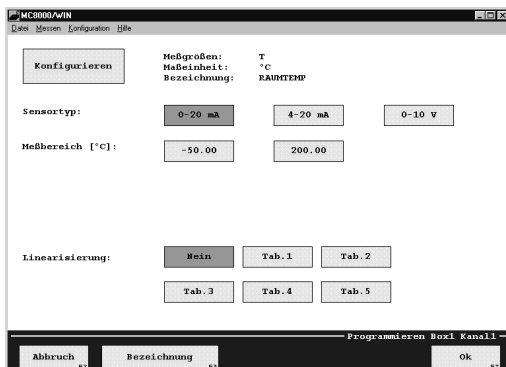 MC8000/WIN
Datei Messen Konfiguration Hilfe
Konfigurieren
Meßgrößen: T
Maßeinheit: °C
Bezeichnung: RAUMTEMP
Sensortyp: 0-20 mA 4-20 mA 0-10 V
Meßbereich [°C]: -50.00 200.00
Linearisierung: Nein Tab.1 Tab.2
Tab.3 Tab.4 Tab.5
Programmieren Box1 Kanal1
Abbruch Bezeichnung Ok